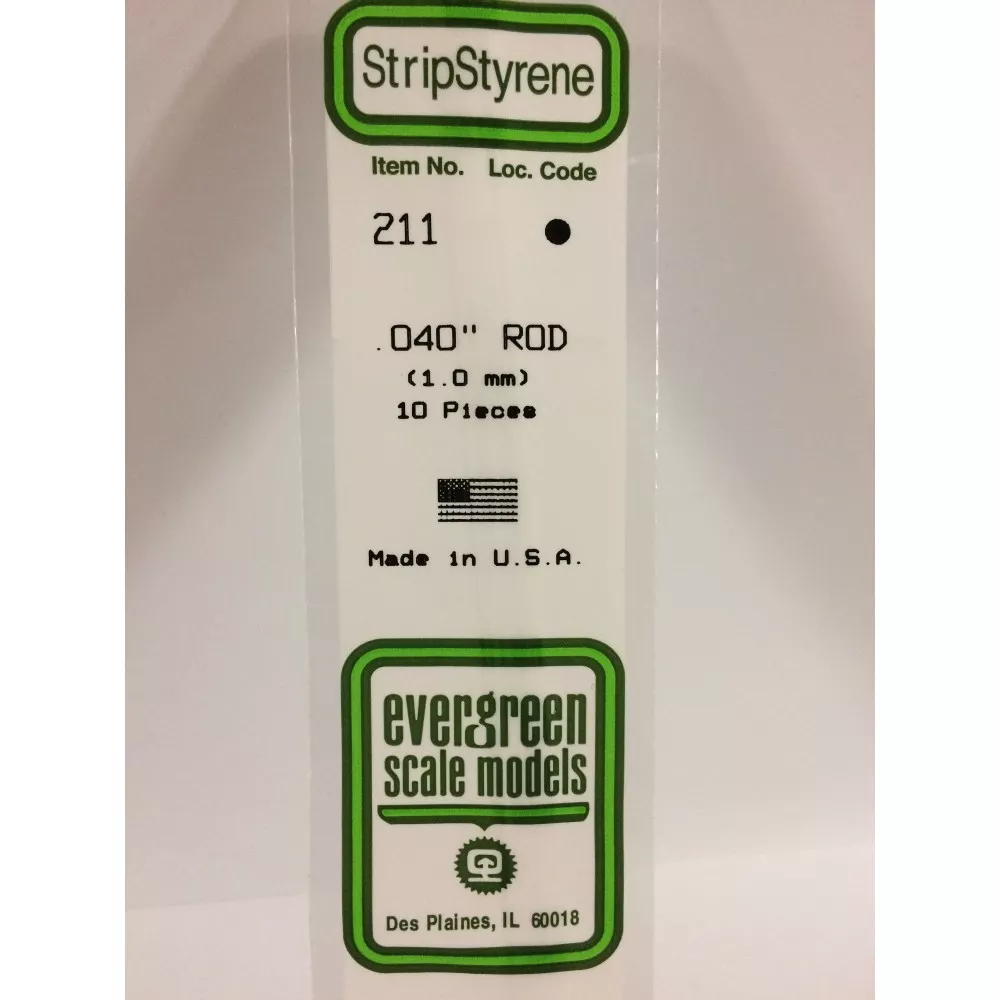 StripStyrene
Item No. Loc. Code
211 ●
.040" ROD
(1.0 mm)
10 Pieces
Made in U.S.A.
evergreen
scale models
Des Plaines, IL 60018